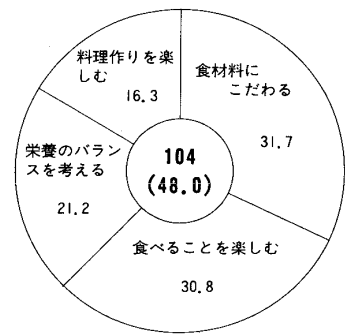 食材料に
こだわる
31.7
食べることを楽しむ
30.8
栄養のバラン
スを考える
21.2
料理作りを楽
しむ
16.3
104
(48.0)